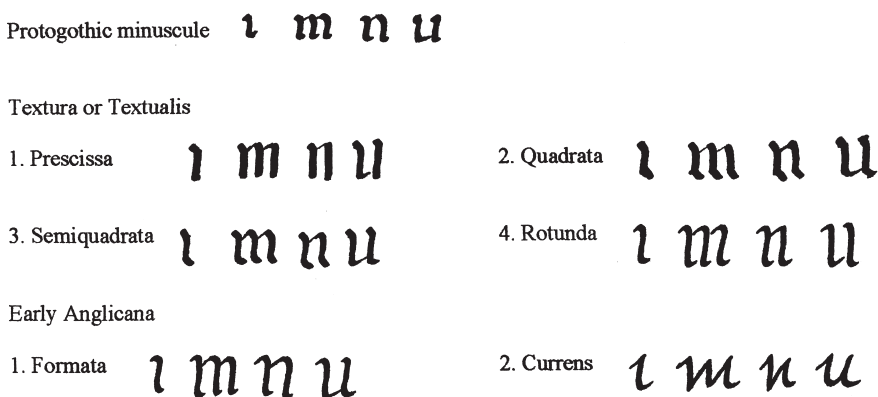 Protogothic minuscule ı m n u
Textura or Textualis
1. Prescissa ı m n u 2. Quadrata ı m n u
3. Semiquadrata ı m n u 4. Rotunda ı m n u
Early Anglicana
1. Formata ı m n u 2. Currens ı m n u